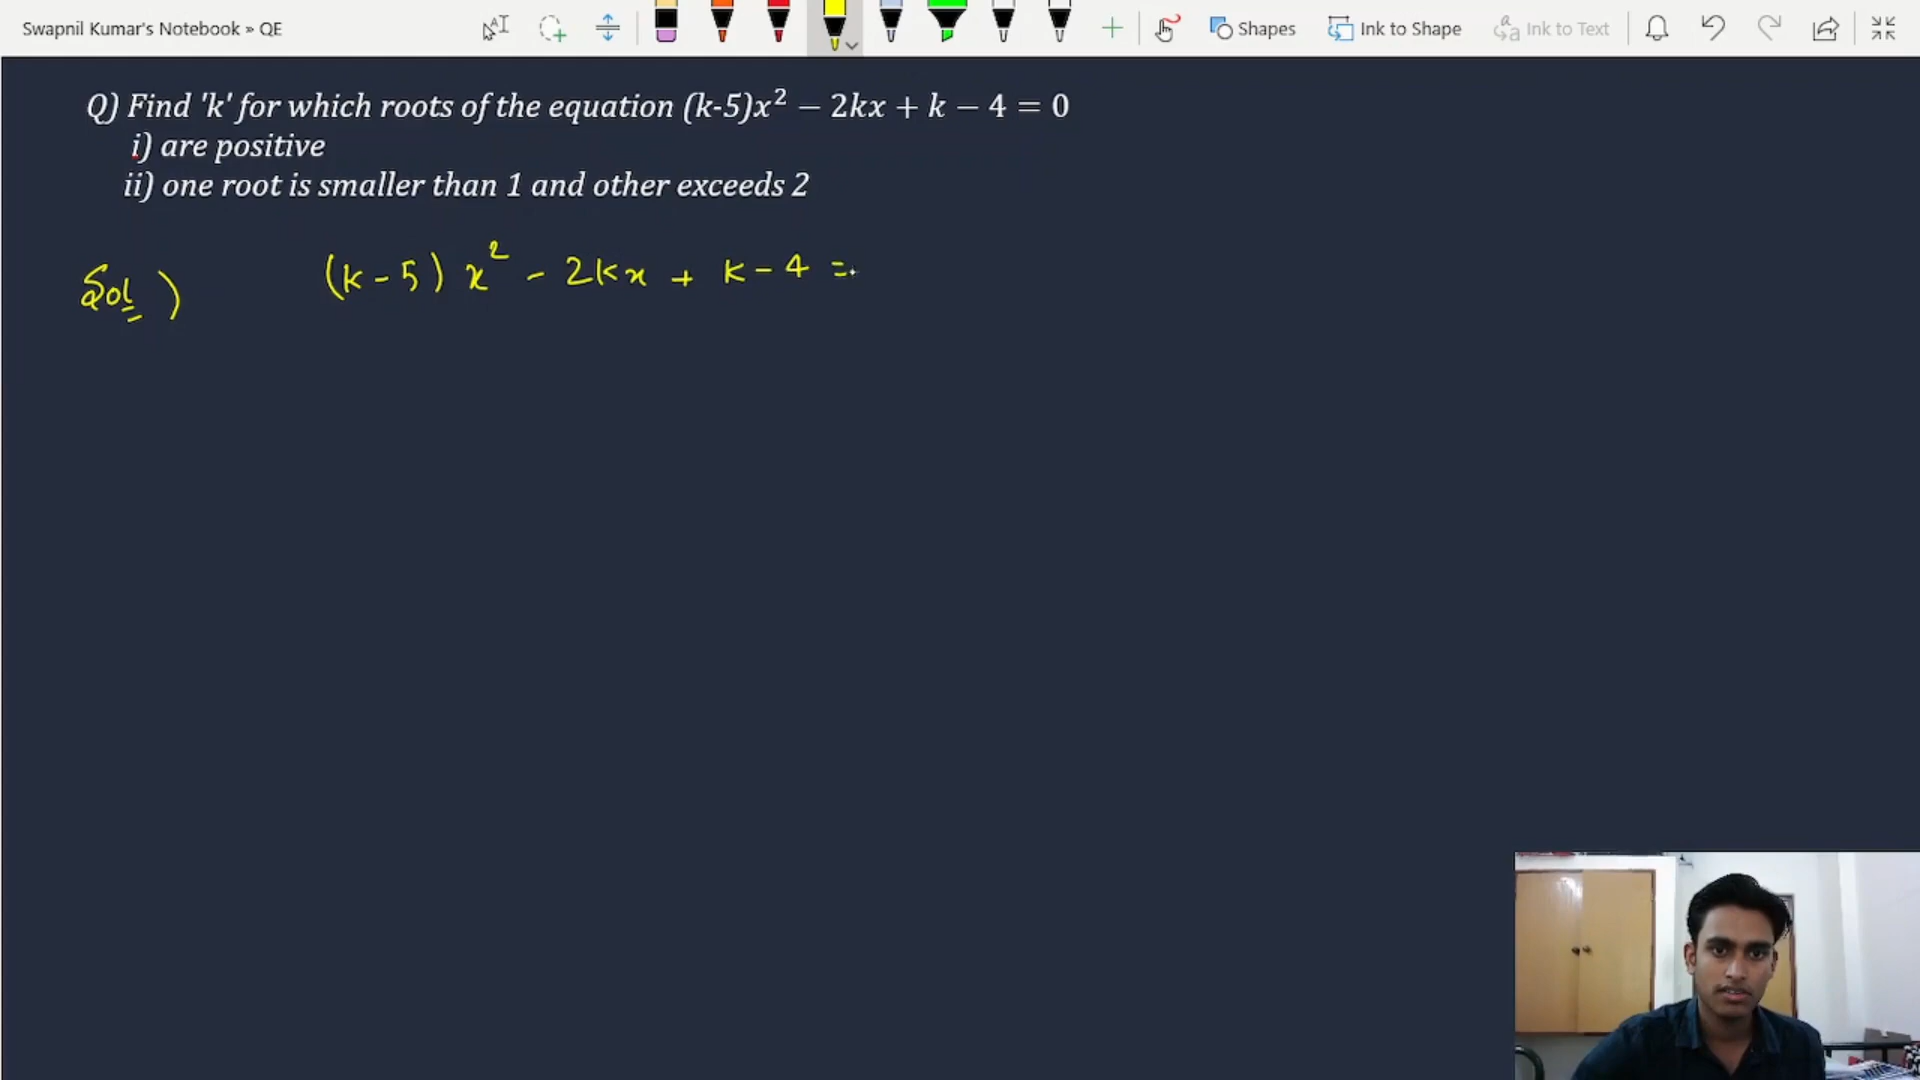 Swapnil Kumar's Notebook » QE Shapes Ink to Shape Ink to Text
Q) Find 'k' for which roots of the equation (k-5)x² − 2kx + k − 4 = 0
i) are positive
ii) one root is smaller than 1 and other exceeds 2
Sol) (k-5) x² - 2kx + k - 4 =